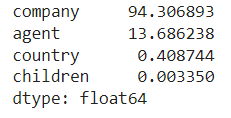 company     94.306893
agent       13.686238
country      0.408744
children     0.003350
dtype: float64